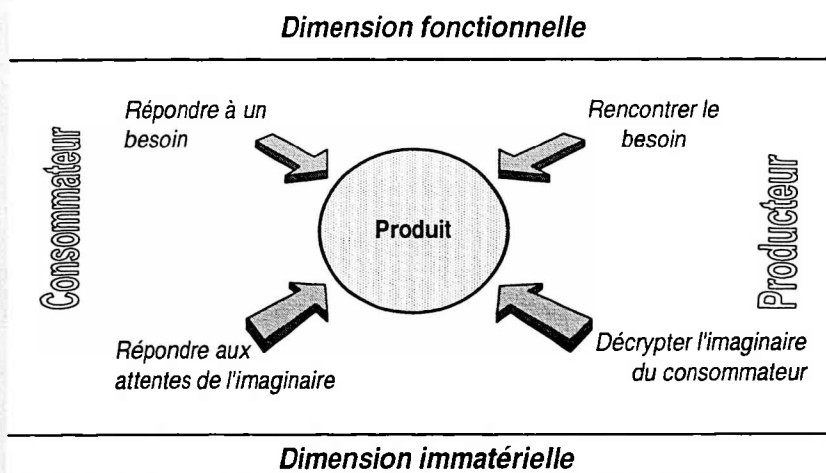 Dimension fonctionnelle
Répondre à un
besoin
Rencontrer le
besoin
Consommateur
Produit
Producteur
Répondre aux
attentes de l'imaginaire
Décrypter l'imaginaire
du consommateur
Dimension immatérielle